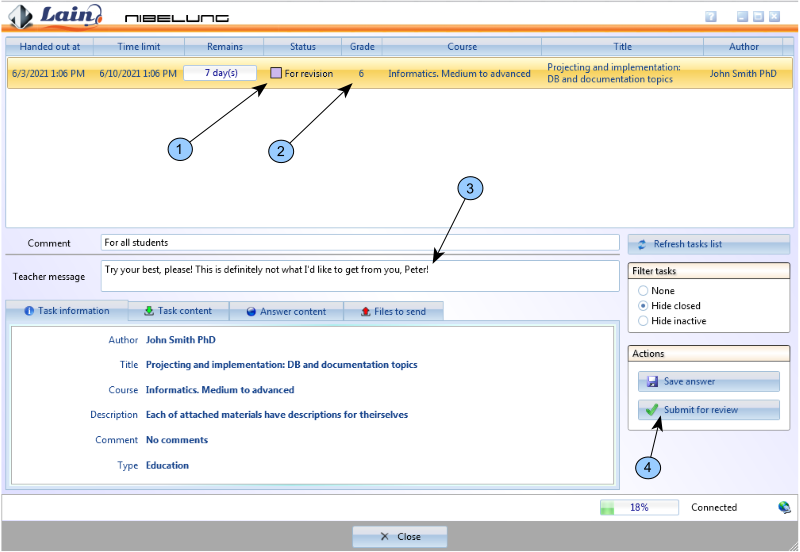 Lain NIBELUNG
?
Handed out at Time limit Remains Status Grade Course Title Author
6/3/2021 1:06 PM 6/10/2021 1:06 PM 7 day(s) For revision 6 Informatics. Medium to advanced Projecting and implementation: John Smith PhD
DB and documentation topics
1
2
3
Comment For all students
Refresh tasks list
Teacher message Try your best, please! This is definitely not what I'd like to get from you, Peter!
Filter tasks
None
Hide closed
Hide inactive
Task information Task content Answer content Files to send
Author John Smith PhD
Title Projecting and implementation: DB and documentation topics
Course Informatics. Medium to advanced
Description Each of attached materials have descriptions for theirselves
Comment No comments
Type Education
Actions
Save answer
Submit for review
4
18% Connected
Close